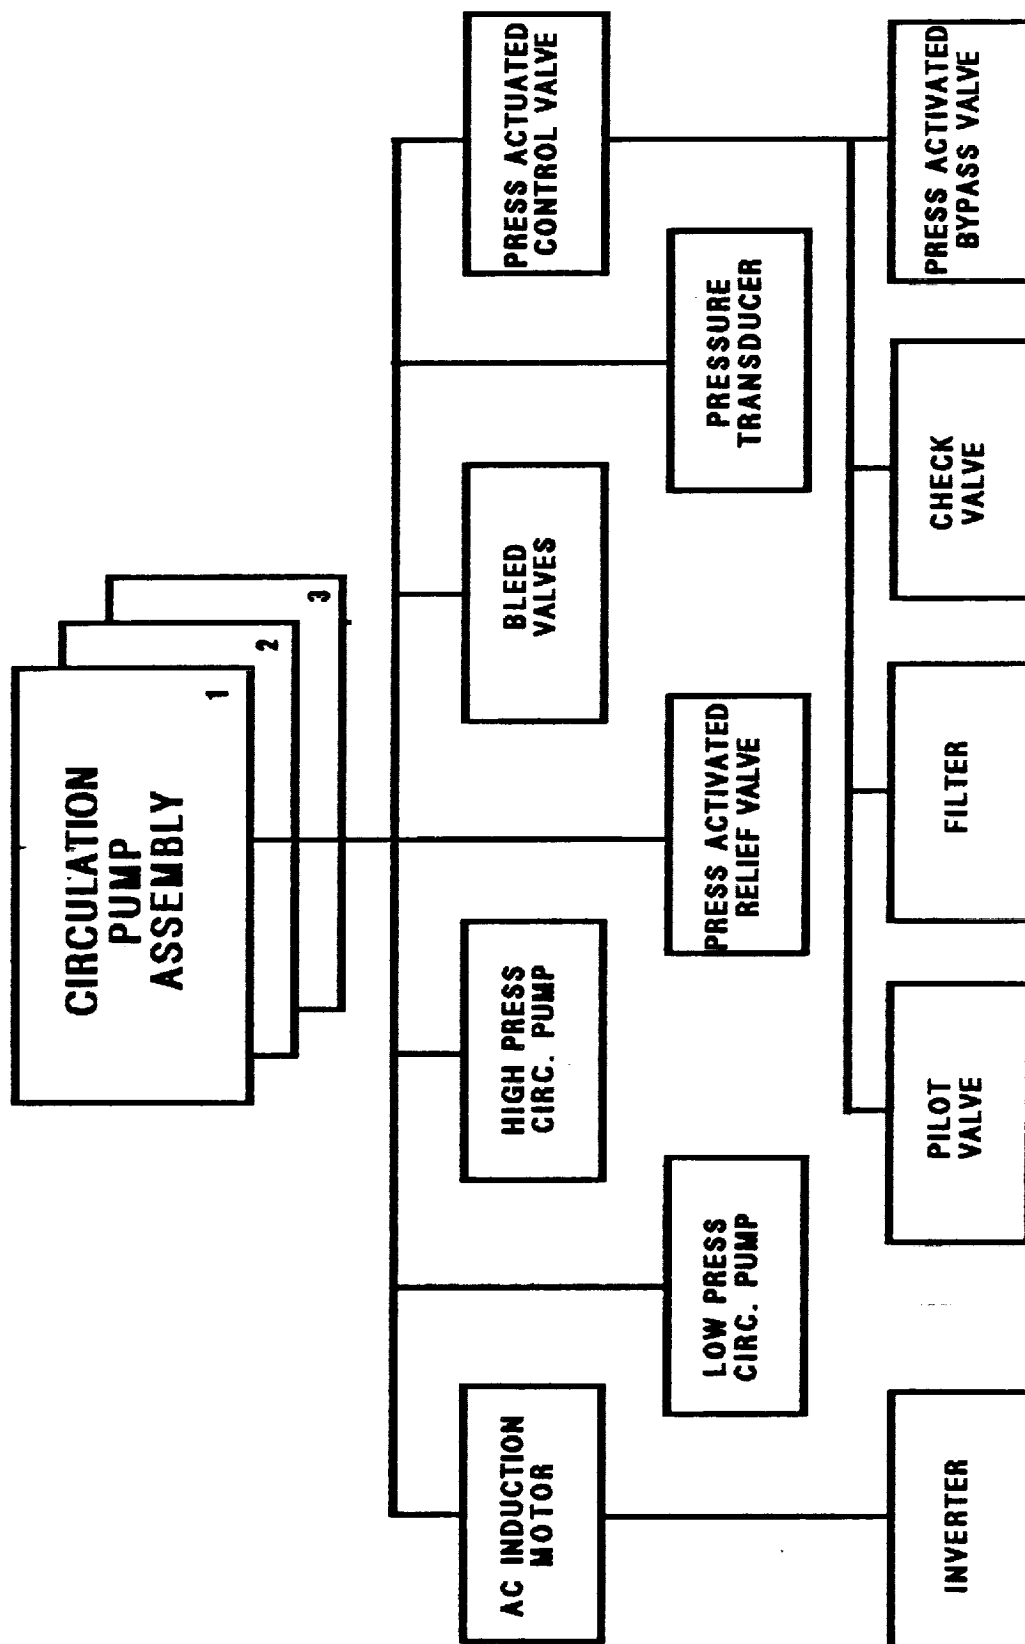 CIRCULATION
PUMP
ASSEMBLY
1
2
3
AC INDUCTION
MOTOR
HIGH PRESS
CIRC. PUMP
BLEED
VALVES
PRESS ACTUATED
CONTROL VALVE
LOW PRESS
CIRC. PUMP
PRESS ACTIVATED
RELIEF VALVE
PRESSURE
TRANSDUCER
INVERTER
PILOT
VALVE
FILTER
CHECK
VALVE
PRESS ACTIVATED
BYPASS VALVE